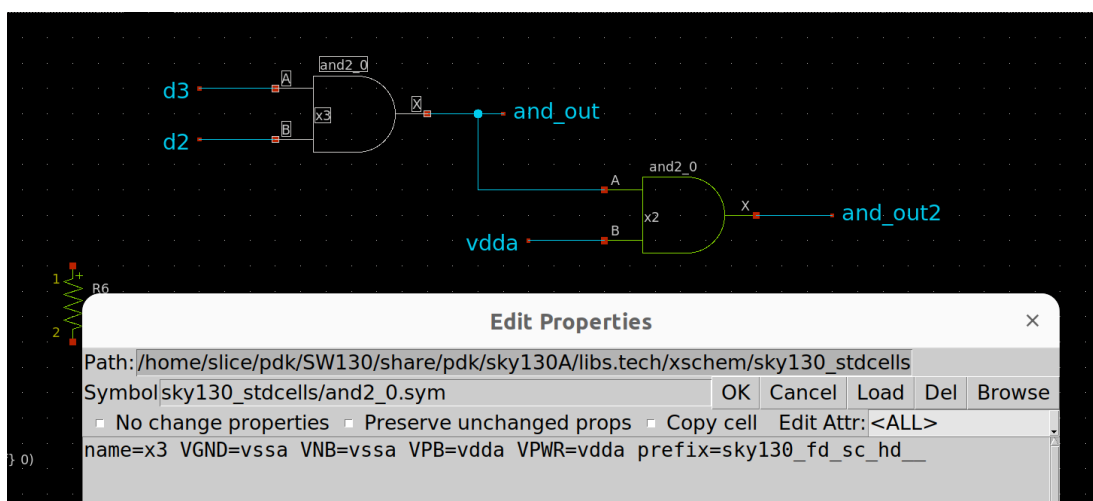 and2_0
A
d3
X
x3
and_out
B
d2
and2_0
A
X
and_out2
x2
B
vdda
1
+
R6
2
Edit Properties ×
Path: /home/slice/pdk/SW130/share/pdk/sky130A/libs.tech/xschem/sky130_stdcells
Symbol sky130_stdcells/and2_0.sym OK Cancel Load Del Browse
No change properties Preserve unchanged props Copy cell Edit Attr: <ALL>
name=x3 VGND=vssa VNB=vssa VPB=vdda VPWR=vdda prefix=sky130_fd_sc_hd__
} 0)